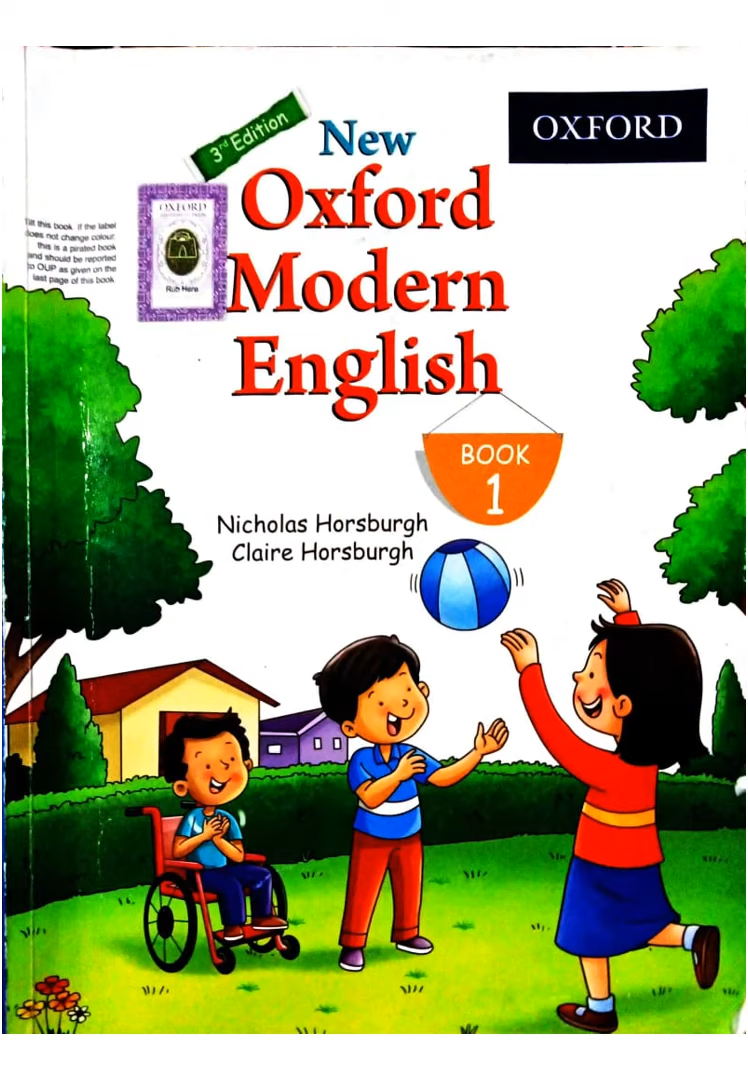 3rd Edition
New
OXFORD
Oxford
Modern
English
OXFORD
Rub Here
this book. If the label
does not change colour,
this is a pirated book
and should be reported
to OUP as given on the
last page of this book.
BOOK
1
Nicholas Horsburgh
Claire Horsburgh